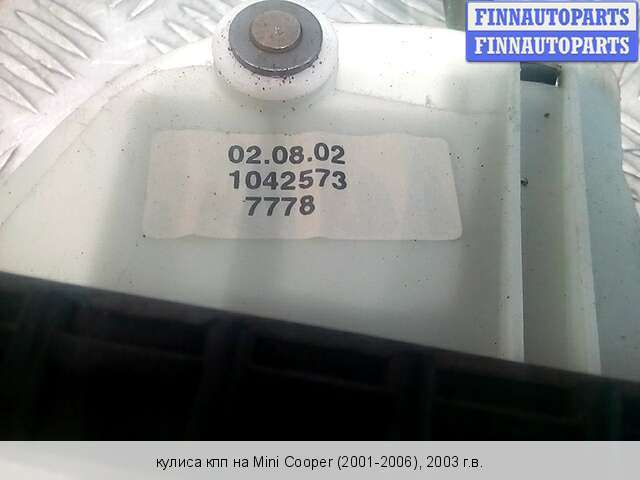 FINNAUTOPARTS
FINNAUTOPARTS
02.08.02
1042573
7778
кулиса кпп на Mini Cooper (2001-2006), 2003 г.в.